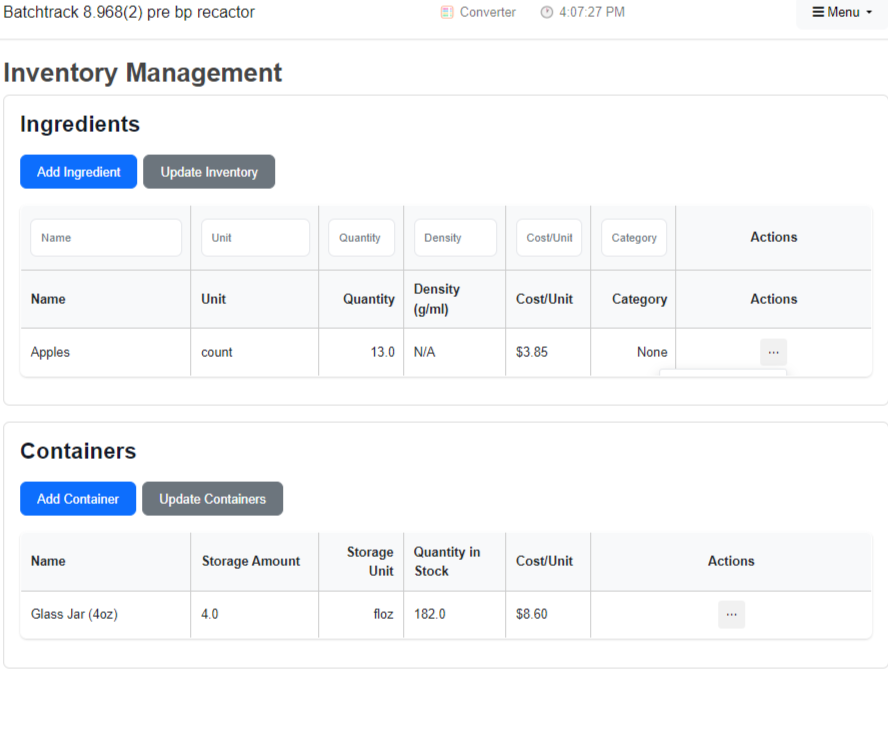 Batchtrack 8.968(2) pre bp recactor Converter 4:07:27 PM Menu
Inventory Management
Ingredients
Add Ingredient Update Inventory
Name Unit Quantity Density Cost/Unit Category Actions
Name Unit Quantity Density (g/ml) Cost/Unit Category Actions
Apples count 13.0 N/A $3.85 None ...
Containers
Add Container Update Containers
Name Storage Amount Storage Unit Quantity in Stock Cost/Unit Actions
Glass Jar (4oz) 4.0 floz 182.0 $8.60 ...